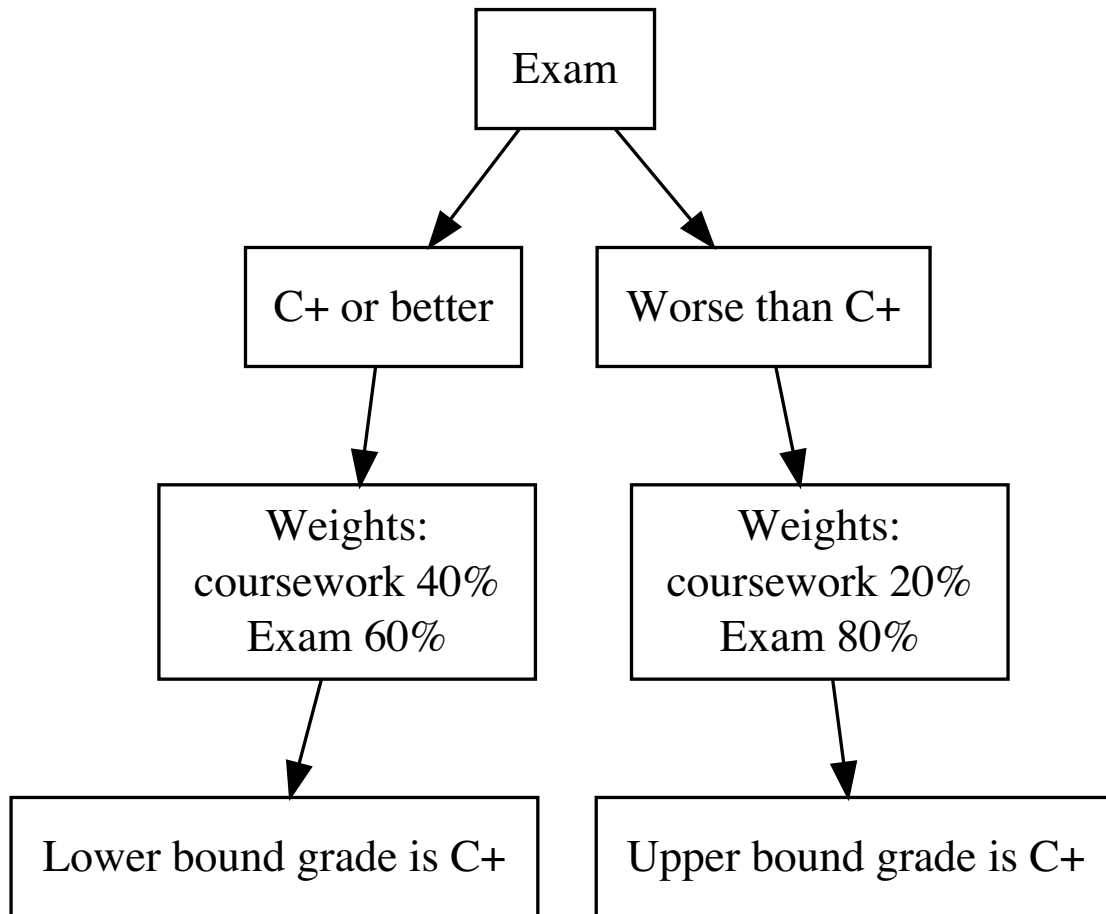 Exam
C+ or better
Worse than C+
Weights:
coursework 40%
Exam 60%
Weights:
coursework 20%
Exam 80%
Lower bound grade is C+
Upper bound grade is C+